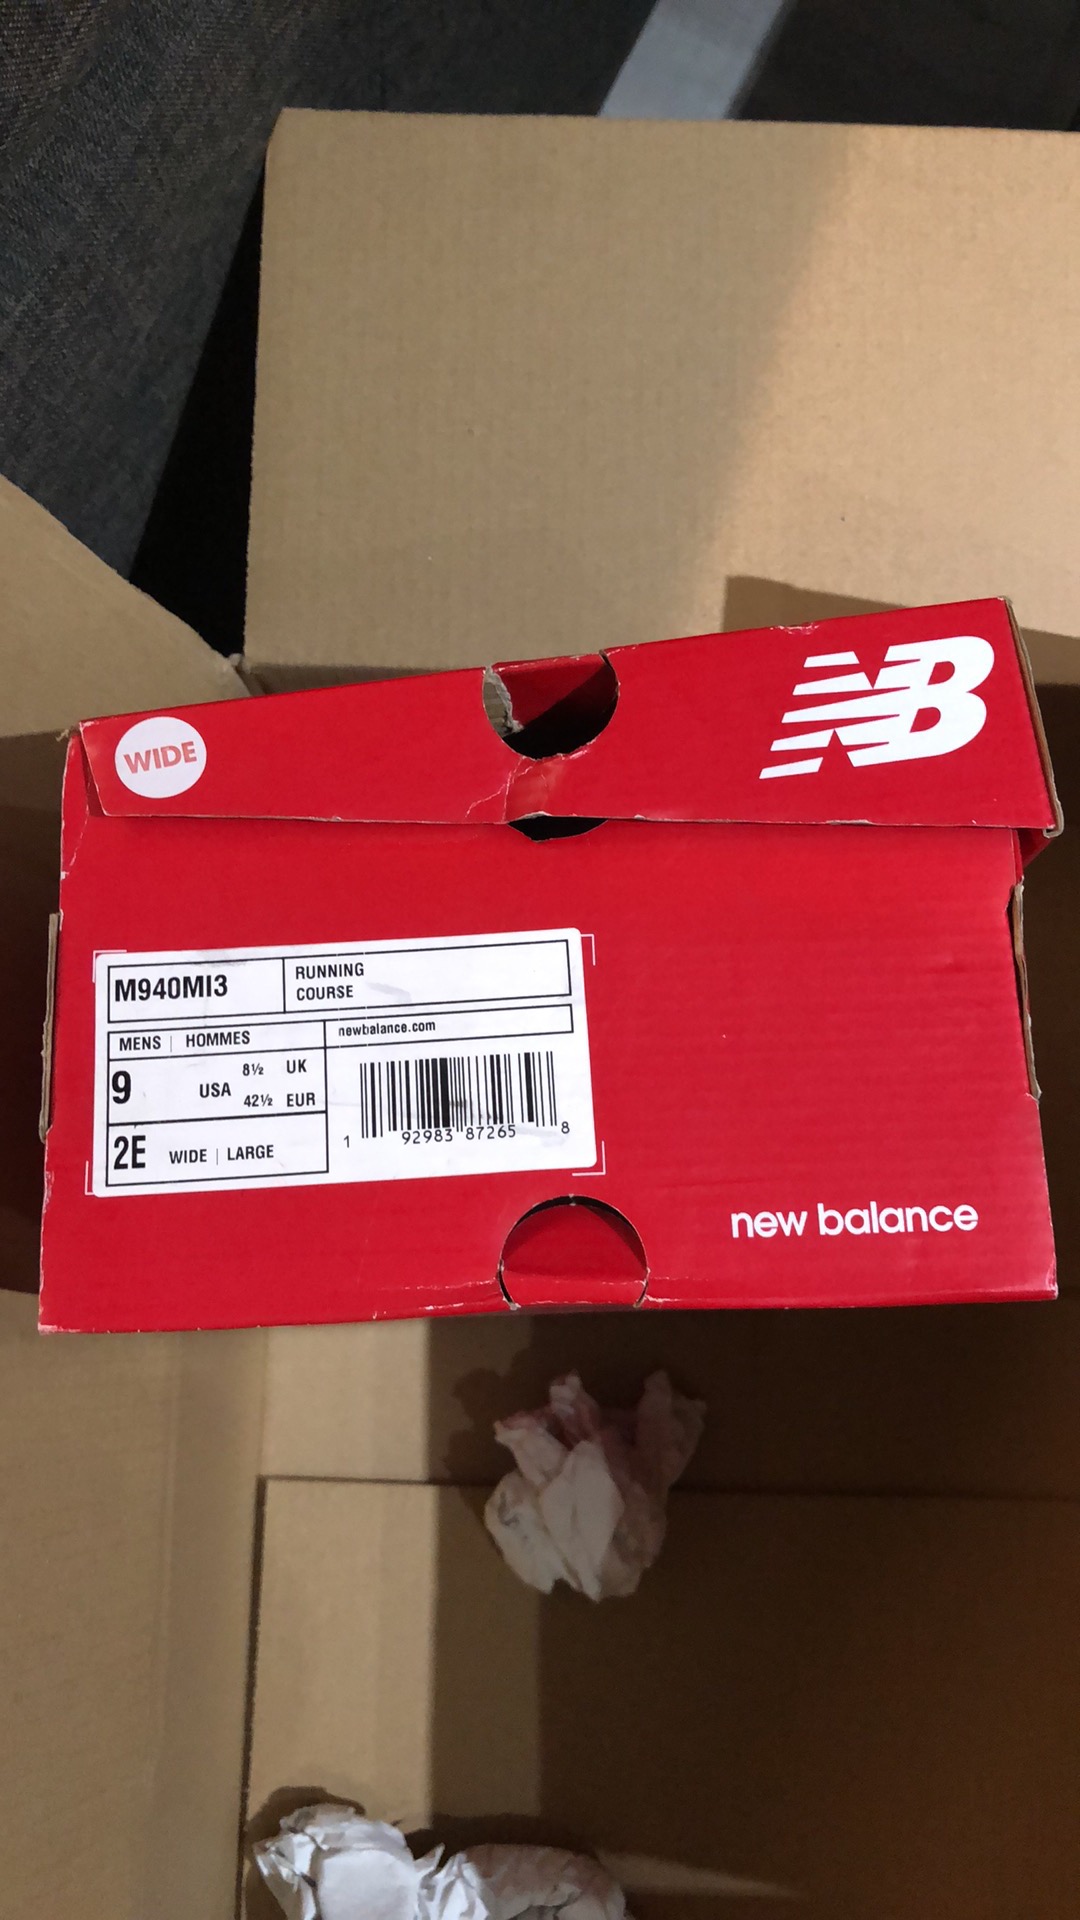 WIDE
NB
M940MI3
RUNNING
COURSE
MENS | HOMMES
newbalance.com
9 USA 8½ UK
42½ EUR
2E WIDE | LARGE
1 92983 87265 8
new balance